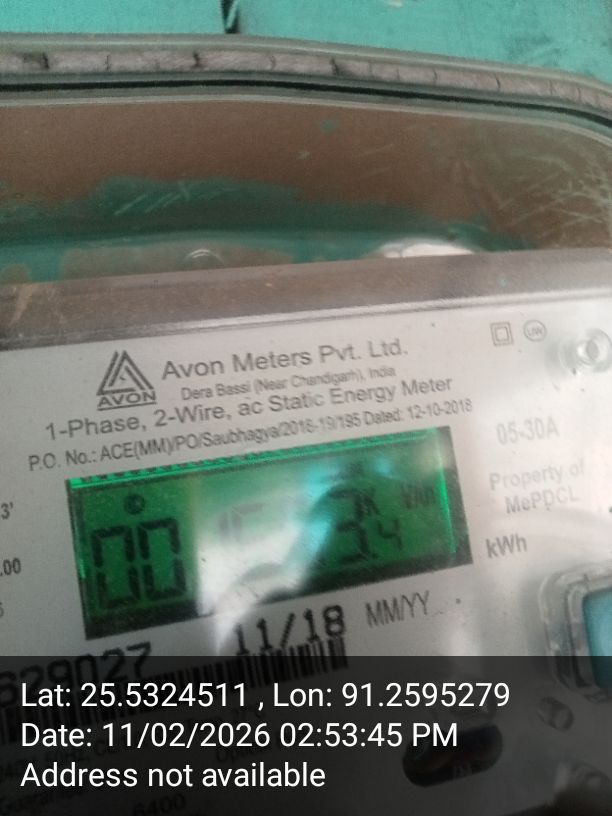 Avon Meters Pvt. Ltd.
AVON
Dera Bassi (Near Chandigarh), India
1-Phase, 2-Wire, ac Static Energy Meter
P.O. No.: ACE(MM)/PO/Saubhagya/2018-19/195 Dated: 12-10-2018
05-30A
Property of
MePDCL
kWh
11/18 MM/YY
629027
Lat: 25.5324511 , Lon: 91.2595279
Date: 11/02/2026 02:53:45 PM
Address not available
6400